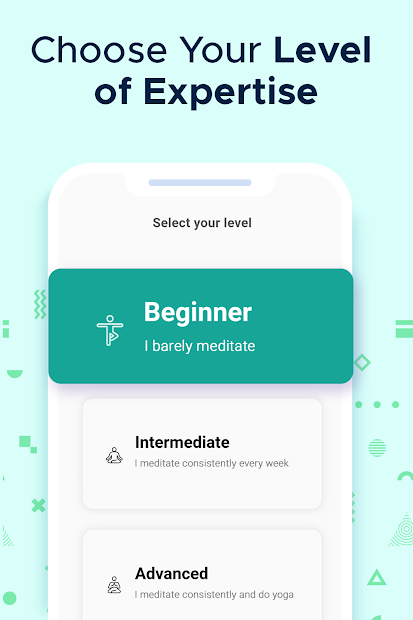 Choose Your Level
of Expertise
Select your level
Beginner
I barely meditate
Intermediate
I meditate consistently every week
Advanced
I meditate consistently and do yoga